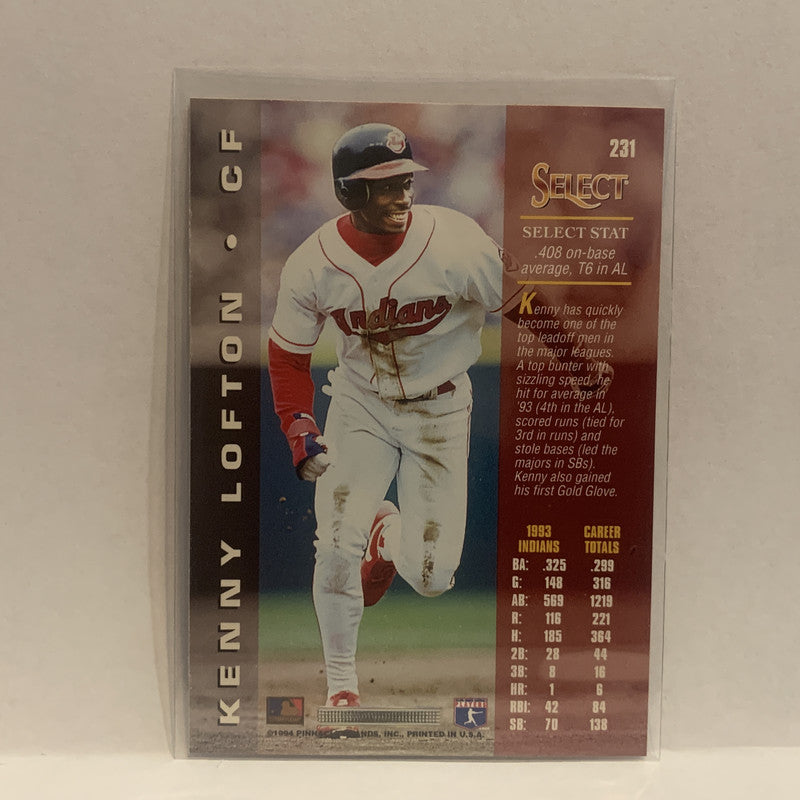 KENNY LOFTON • CF
Indians
231
SELECT
SELECT STAT
.408 on-base
average, T6 in AL
Kenny has quickly
become one of the
top leadoff men in
the major leagues.
A top bunter with
sizzling speed, he
hit for average in
'93 (4th in the AL),
scored runs (tied for
3rd in runs) and
stole bases (led the
majors in SBs).
Kenny also gained
his first Gold Glove.
1993 CAREER
INDIANS TOTALS
BA: .325 .299
G: 148 316
AB: 569 1219
R: 116 221
H: 185 364
2B: 28 44
3B: 8 16
HR: 1 6
RBI: 42 84
SB: 70 138
PLAYERS
©1994 PINNACLE BRANDS, INC., PRINTED IN U.S.A.